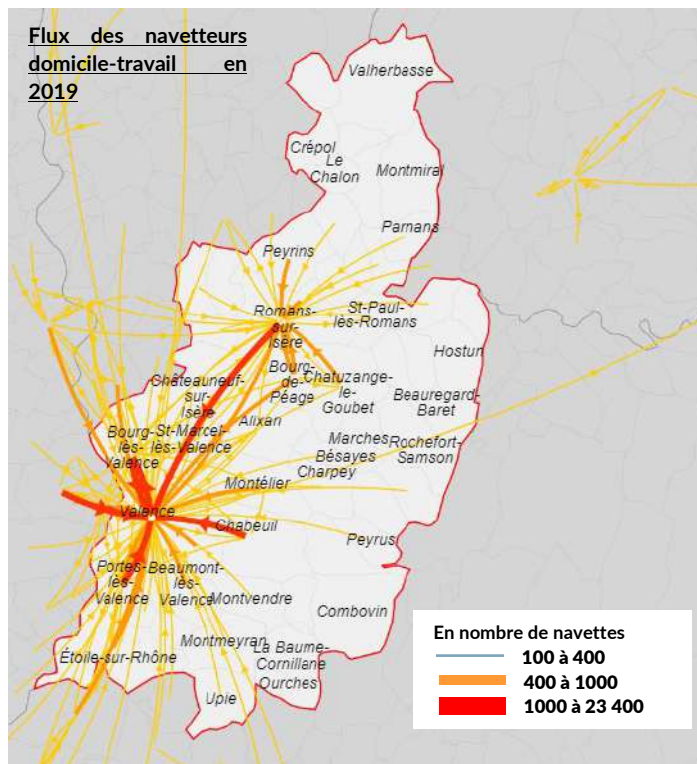 Flux des navetteurs
domicile-travail en
2019
Valherbasse
Crépol
Le
Chalon
Montmiral
Parnans
Peyrins
Romans-
sur-
Isère
St-Paul-
lès-Romans
Hostun
Bourg-
de-
Péage
Chatuzange-
le-
Goubet
Châteauneuf-
sur-
Isère
Beauregard-
Baret
Alixan
Bourg-
lès-
Valence
St-Marcel-
lès-Valence
Marches
Bésayes
Charpey
Rochefort-
Samson
Montélier
Valence
Chabeuil
Peyrus
Portes-
lès-
Valence
Beaumont-
lès-
Valence
Montvendre
Combovin
Montmeyran
La Baume-
Cornillane
Ourches
Étoile-sur-Rhône
Upie
En nombre de navettes
100 à 400
400 à 1000
1000 à 23 400